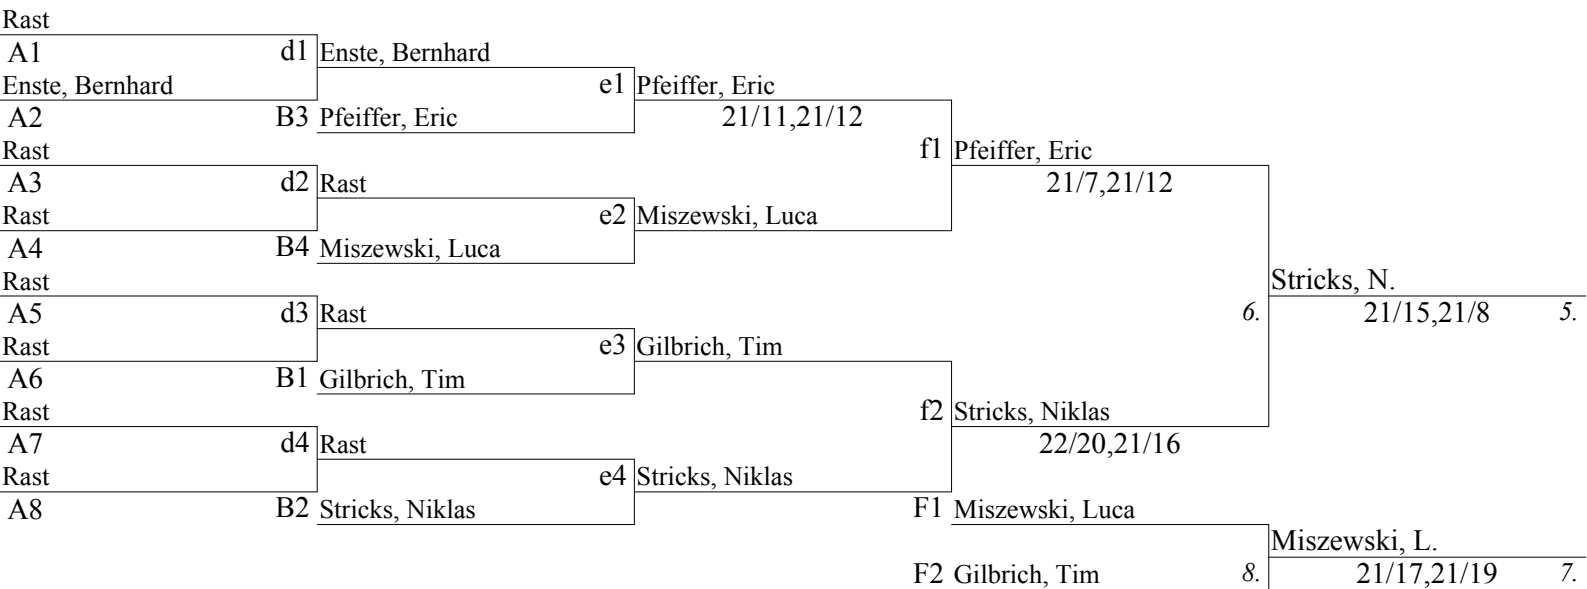 Rast
A1 d1 Enste, Bernhard
Enste, Bernhard e1 Pfeiffer, Eric
A2 B3 Pfeiffer, Eric 21/11,21/12
Rast f1 Pfeiffer, Eric
A3 d2 Rast 21/7,21/12
Rast e2 Miszewski, Luca
A4 B4 Miszewski, Luca
Rast Stricks, N.
A5 d3 Rast 6. 21/15,21/8 5.
Rast e3 Gilbrich, Tim
A6 B1 Gilbrich, Tim
Rast f2 Stricks, Niklas
A7 d4 Rast 22/20,21/16
Rast e4 Stricks, Niklas
A8 B2 Stricks, Niklas F1 Miszewski, Luca
Miszewski, L.
F2 Gilbrich, Tim 8. 21/17,21/19 7.